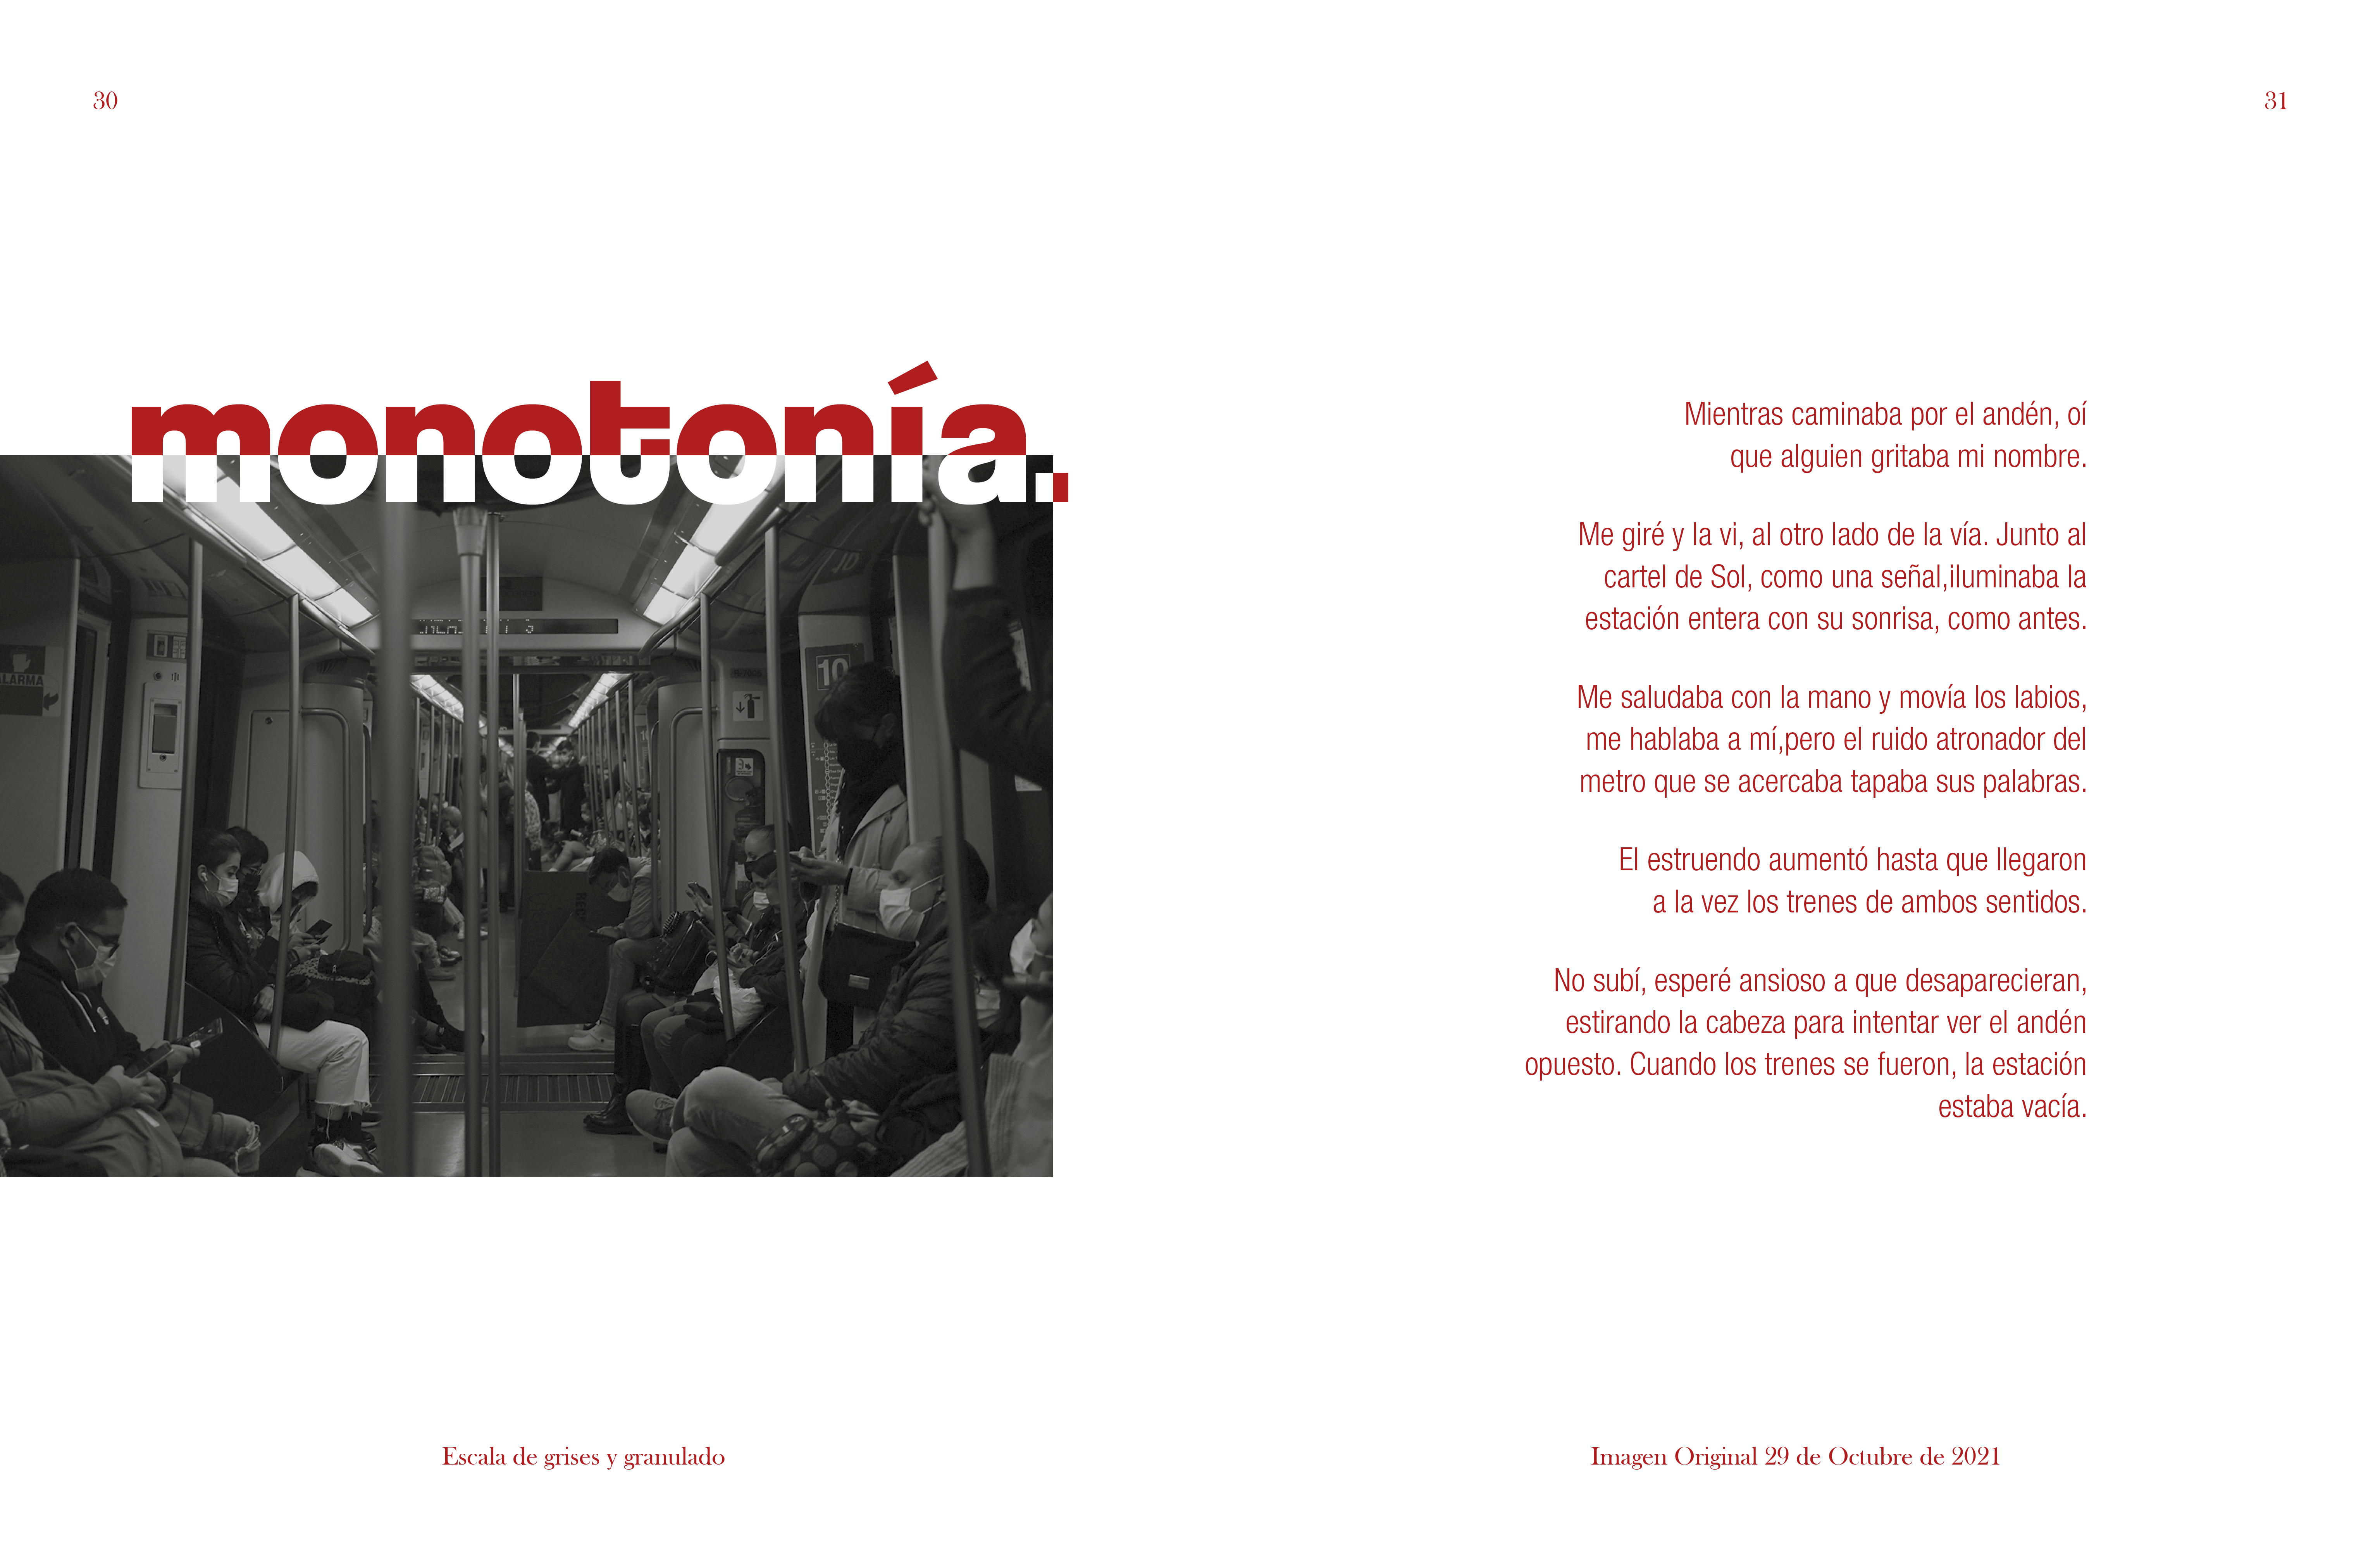 30
31
monotonía.
ALARMA
10
Mientras caminaba por el andén, oí
que alguien gritaba mi nombre.
Me giré y la vi, al otro lado de la vía. Junto al
cartel de Sol, como una señal,iluminaba la
estación entera con su sonrisa, como antes.
Me saludaba con la mano y movía los labios,
me hablaba a mí,pero el ruido atronador del
metro que se acercaba tapaba sus palabras.
El estruendo aumentó hasta que llegaron
a la vez los trenes de ambos sentidos.
No subí, esperé ansioso a que desaparecieran,
estirando la cabeza para intentar ver el andén
opuesto. Cuando los trenes se fueron, la estación
estaba vacía.
Escala de grises y granulado
Imagen Original 29 de Octubre de 2021